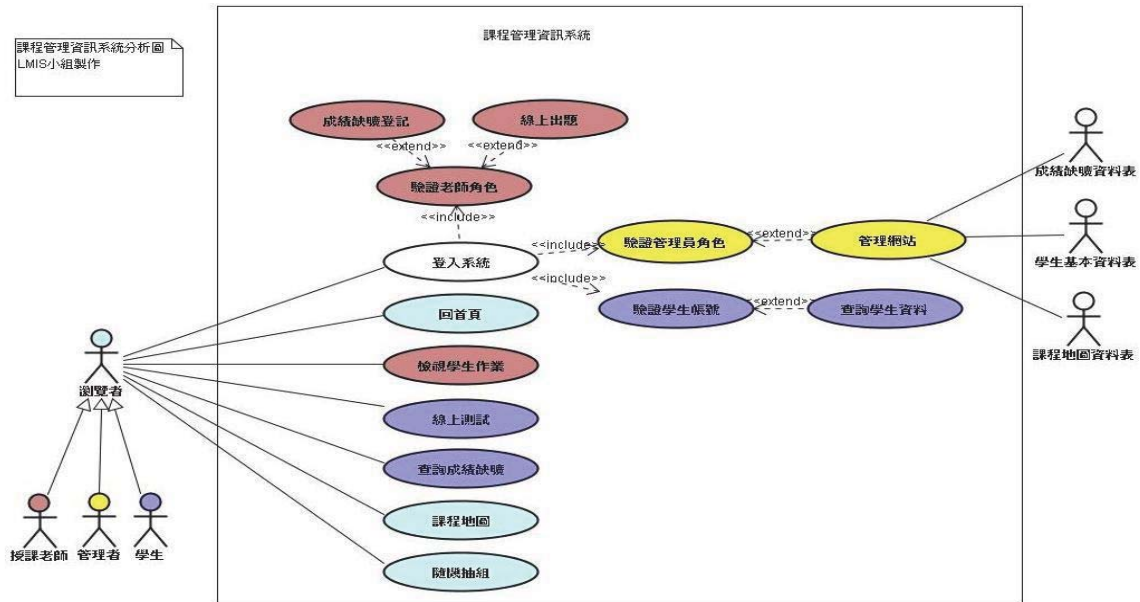 課程管理資訊系統分析圖
LMIS小組製作
課程管理資訊系統
成績缺曠登記
線上出題
<<extend>>
<<extend>>
驗證老師角色
<<include>>
登入系統
<<include>>
驗證管理員角色
<<extend>>
管理網站
<<include>>
驗證學生帳號
<<extend>>
查詢學生資料
回首頁
檢視學生作業
線上測試
查詢成績缺曠
課程地圖
隨機抽組
瀏覽者
授課老師
管理者
學生
成績缺曠資料表
學生基本資料表
課程地圖資料表